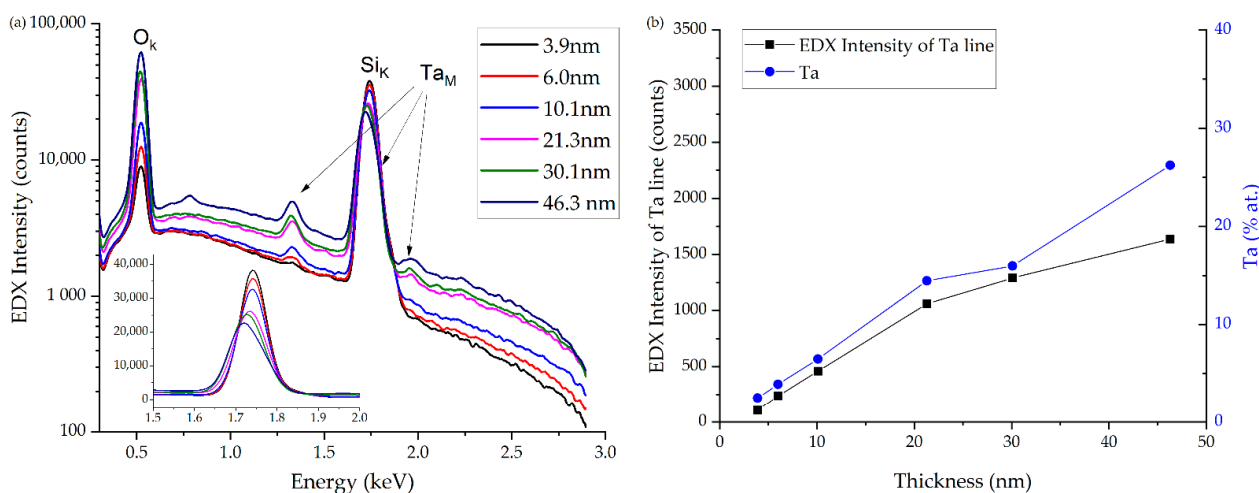 (a)
100,000
10,000
1 000
100
EDX Intensity (counts)
O_k
Si_K
Ta_M
3.9nm
6.0nm
10.1nm
21.3nm
30.1nm
46.3 nm
40,000
30,000
20,000
10,000
0
1.5 1.6 1.7 1.8 1.9 2.0
0.5 1.0 1.5 2.0 2.5 3.0
Energy (keV)
(b)
3500
3000
2500
2000
1500
1000
500
0
EDX Intensity of Ta line (counts)
EDX Intensity of Ta line
Ta
40
30
20
10
0
Ta (% at.)
0 10 20 30 40 50
Thickness (nm)